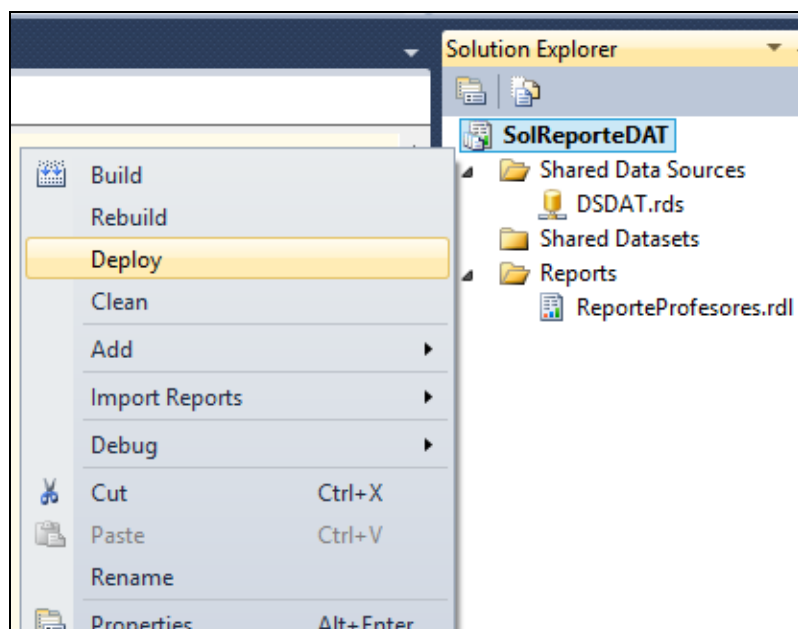 Solution Explorer
SolReporteDAT
Shared Data Sources
DSDAT.rds
Shared Datasets
Reports
ReporteProfesores.rdl
Build
Rebuild
Deploy
Clean
Add
Import Reports
Debug
Cut Ctrl+X
Paste Ctrl+V
Rename
Properties Alt+Enter